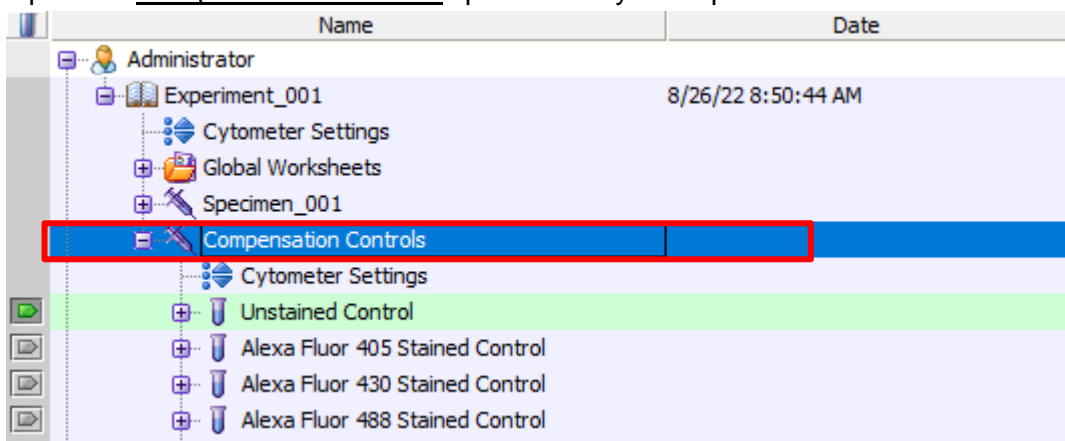 Name Date
Administrator
Experiment_001 8/26/22 8:50:44 AM
Cytometer Settings
Global Worksheets
Specimen_001
Compensation Controls
Cytometer Settings
Unstained Control
Alexa Fluor 405 Stained Control
Alexa Fluor 430 Stained Control
Alexa Fluor 488 Stained Control